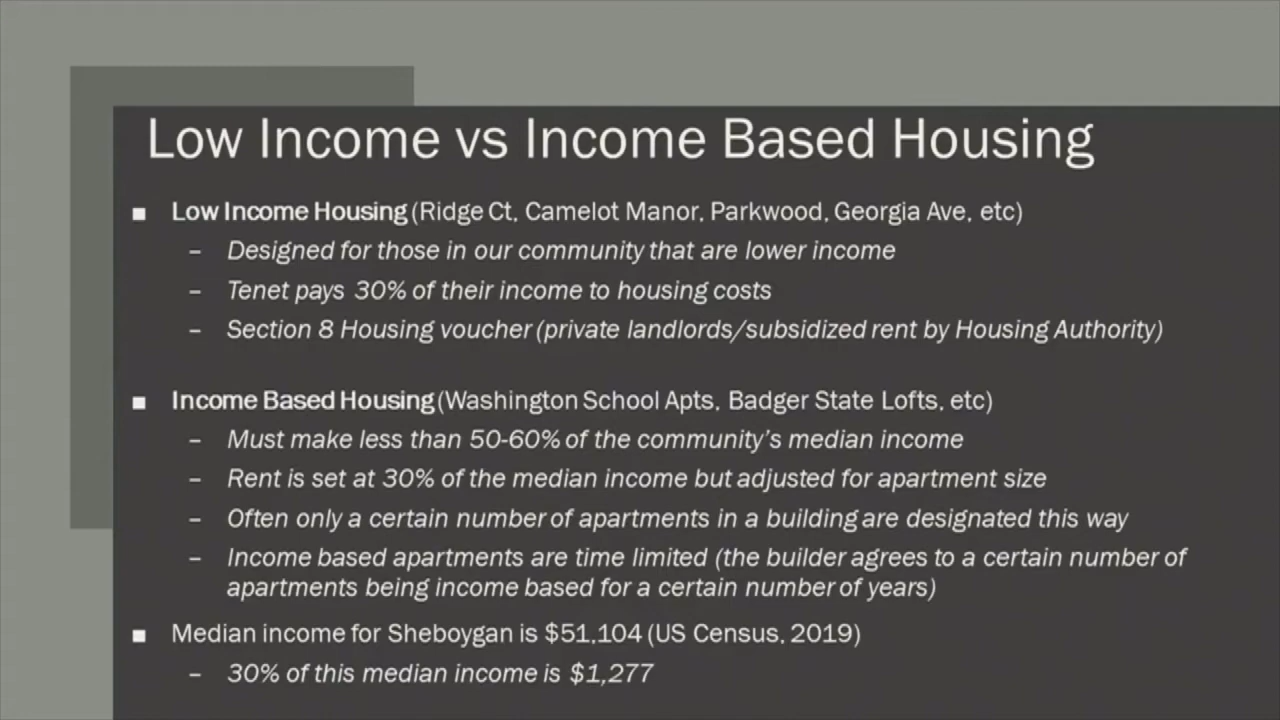 Low Income vs Income Based Housing
■ Low Income Housing (Ridge Ct, Camelot Manor, Parkwood, Georgia Ave, etc)
– Designed for those in our community that are lower income
– Tenet pays 30% of their income to housing costs
– Section 8 Housing voucher (private landlords/subsidized rent by Housing Authority)
■ Income Based Housing (Washington School Apts, Badger State Lofts, etc)
– Must make less than 50-60% of the community's median income
– Rent is set at 30% of the median income but adjusted for apartment size
– Often only a certain number of apartments in a building are designated this way
– Income based apartments are time limited (the builder agrees to a certain number of
apartments being income based for a certain number of years)
■ Median income for Sheboygan is $51,104 (US Census, 2019)
– 30% of this median income is $1,277